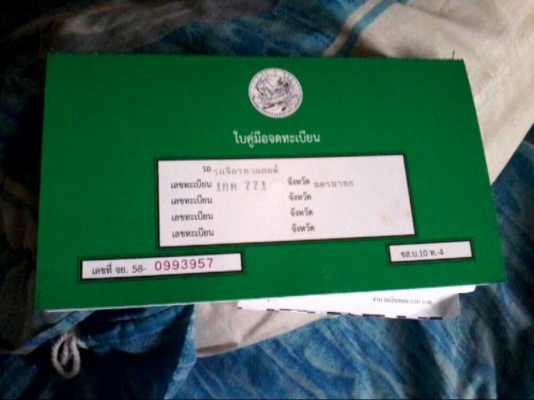 ใบคู่มือจดทะเบียน
รถ รถจักรยานยนต์
เลขทะเบียน 1กด 771 จังหวัด นครนายก
เลขทะเบียน จังหวัด
เลขทะเบียน จังหวัด
เลขทะเบียน จังหวัด
เลขที่ จย. 58- 0993957
ขส.บ.10 ท.-4